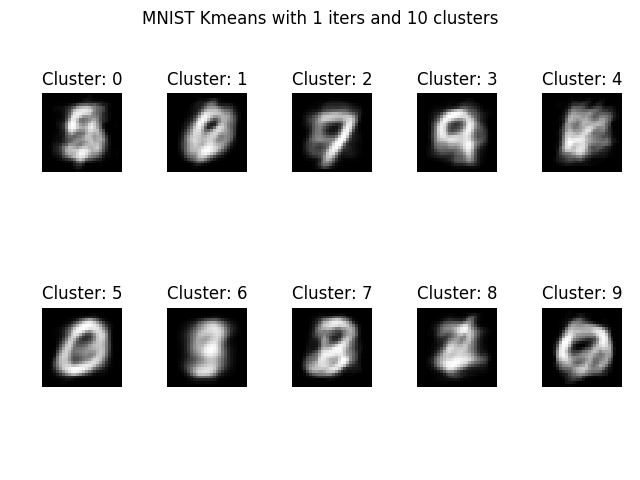 MNIST Kmeans with 1 iters and 10 clusters
Cluster: 0 Cluster: 1 Cluster: 2 Cluster: 3 Cluster: 4
Cluster: 5 Cluster: 6 Cluster: 7 Cluster: 8 Cluster: 9